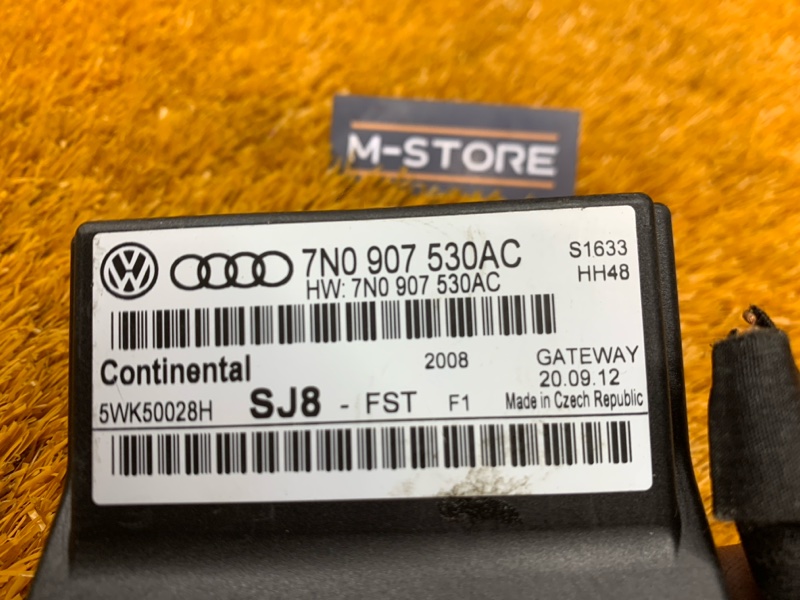 M-STORE
VW 7N0 907 530AC S1633
HW: 7N0 907 530AC HH48
Continental 2008 GATEWAY
20.09.12
5WK50028H SJ8 - FST F1 Made in Czech Republic